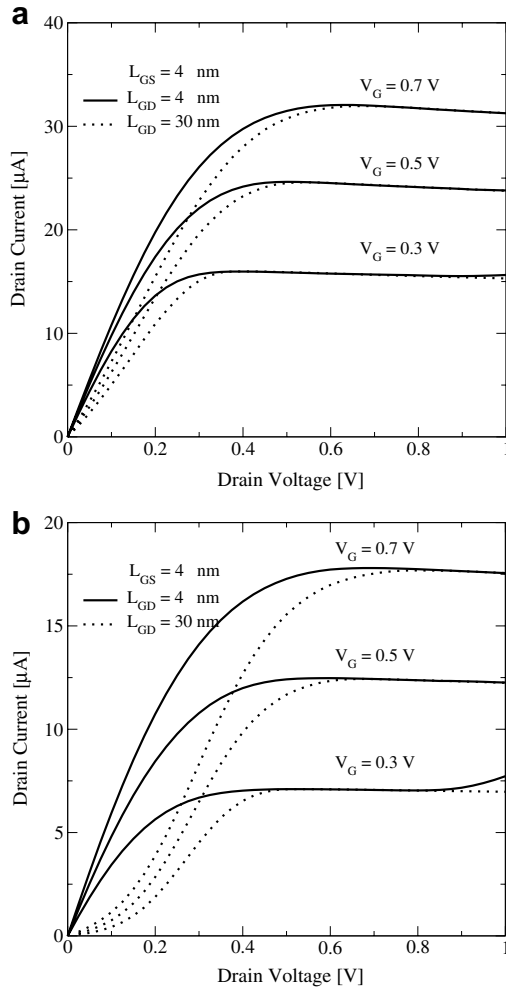 a
40
30
20
10
0
L_GS = 4 nm
L_GD = 4 nm
L_GD = 30 nm
V_G = 0.7 V
V_G = 0.5 V
V_G = 0.3 V
Drain Current [μA]
0 0.2 0.4 0.6 0.8 1
Drain Voltage [V]
b
20
15
10
5
0
L_GS = 4 nm
L_GD = 4 nm
L_GD = 30 nm
V_G = 0.7 V
V_G = 0.5 V
V_G = 0.3 V
Drain Current [μA]
0 0.2 0.4 0.6 0.8 1
Drain Voltage [V]